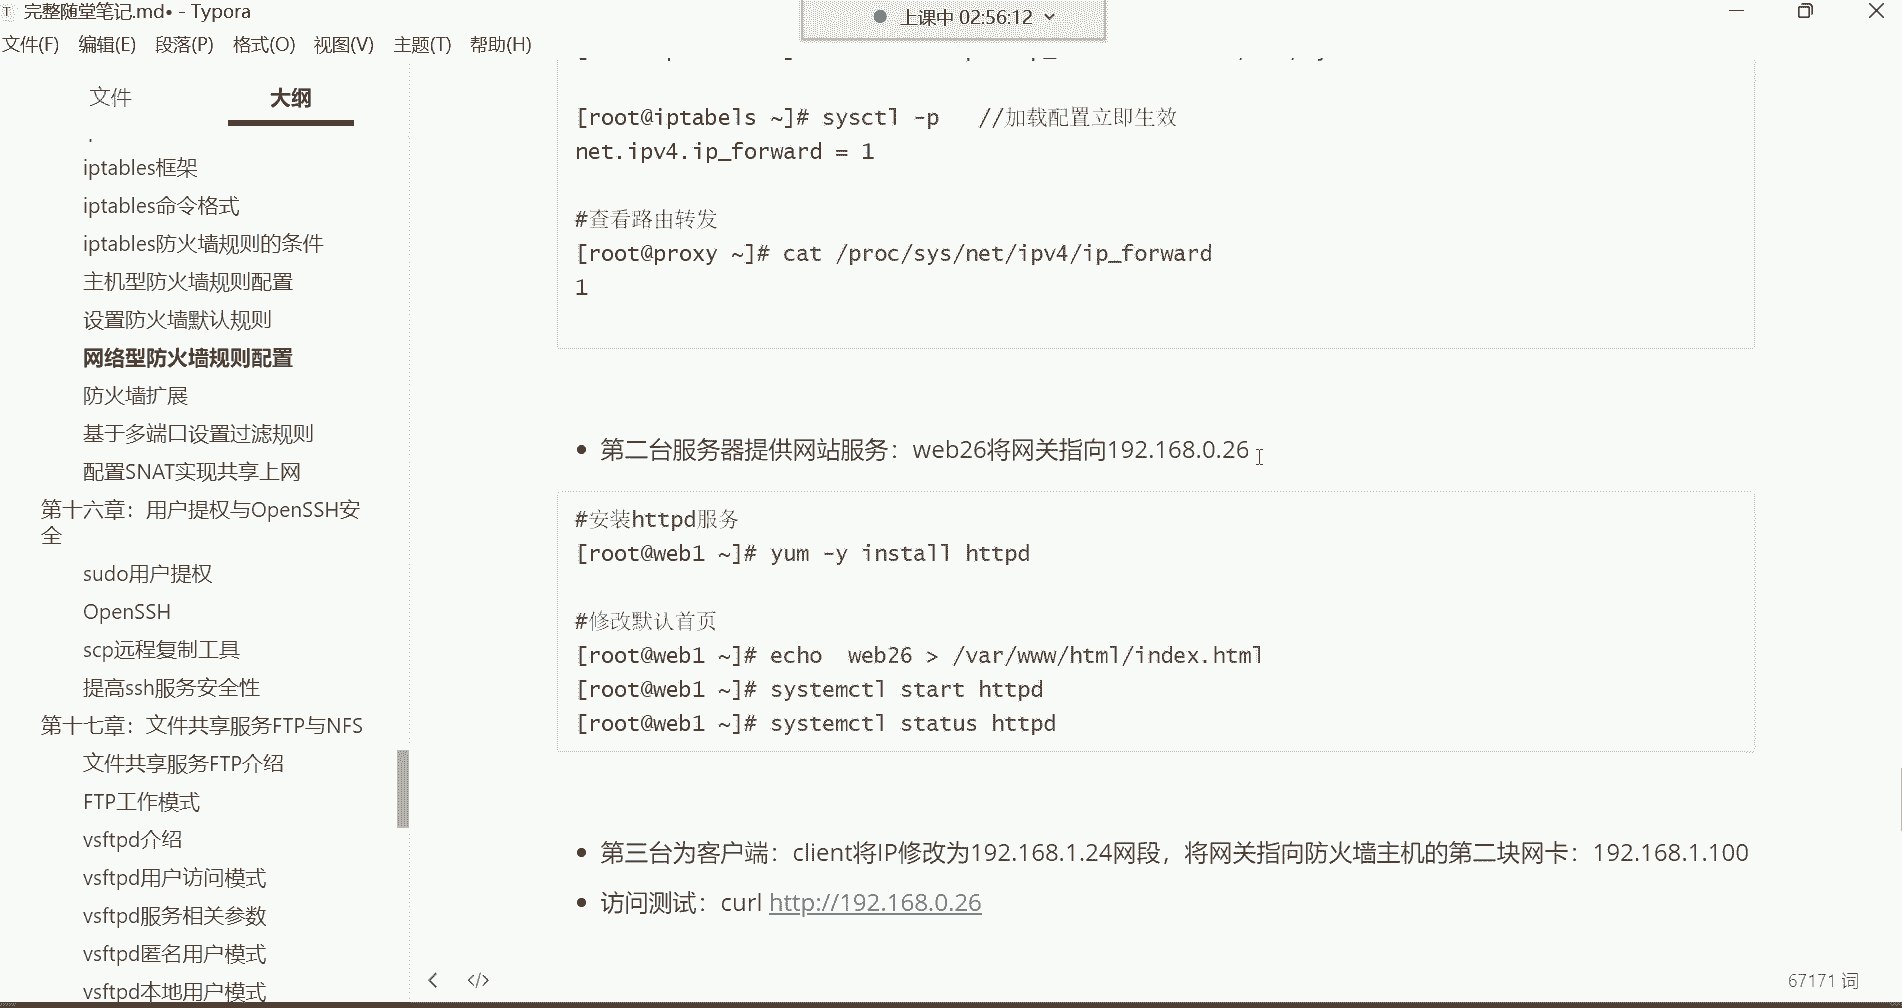 完整随堂笔记.md• - Typora
上课中 02:56:12
文件(F) 编辑(E) 段落(P) 格式(O) 视图(V) 主题(T) 帮助(H)
文件 大纲
iptables框架
iptables命令格式
iptables防火墙规则的条件
主机型防火墙规则配置
设置防火墙默认规则
网络型防火墙规则配置
防火墙扩展
基于多端口设置过滤规则
配置SNAT实现共享上网
第十六章：用户提权与OpenSSH安
全
sudo用户提权
OpenSSH
scp远程复制工具
提高ssh服务安全性
第十七章：文件共享服务FTP与NFS
文件共享服务FTP介绍
FTP工作模式
vsftpd介绍
vsftpd用户访问模式
vsftpd服务相关参数
vsftpd匿名用户模式
vsftpd本地用户模式
[root@iptabels ~]# sysctl -p   //加载配置立即生效
net.ipv4.ip_forward = 1
#查看路由转发
[root@proxy ~]# cat /proc/sys/net/ipv4/ip_forward
1
• 第二台服务器提供网站服务：web26将网关指向192.168.0.26
#安装httpd服务
[root@web1 ~]# yum -y install httpd
#修改默认首页
[root@web1 ~]# echo  web26 > /var/www/html/index.html
[root@web1 ~]# systemctl start httpd
[root@web1 ~]# systemctl status httpd
• 第三台为客户端：client将IP修改为192.168.1.24网段，将网关指向防火墙主机的第二块网卡：192.168.1.100
• 访问测试：curl http://192.168.0.26
67171 词